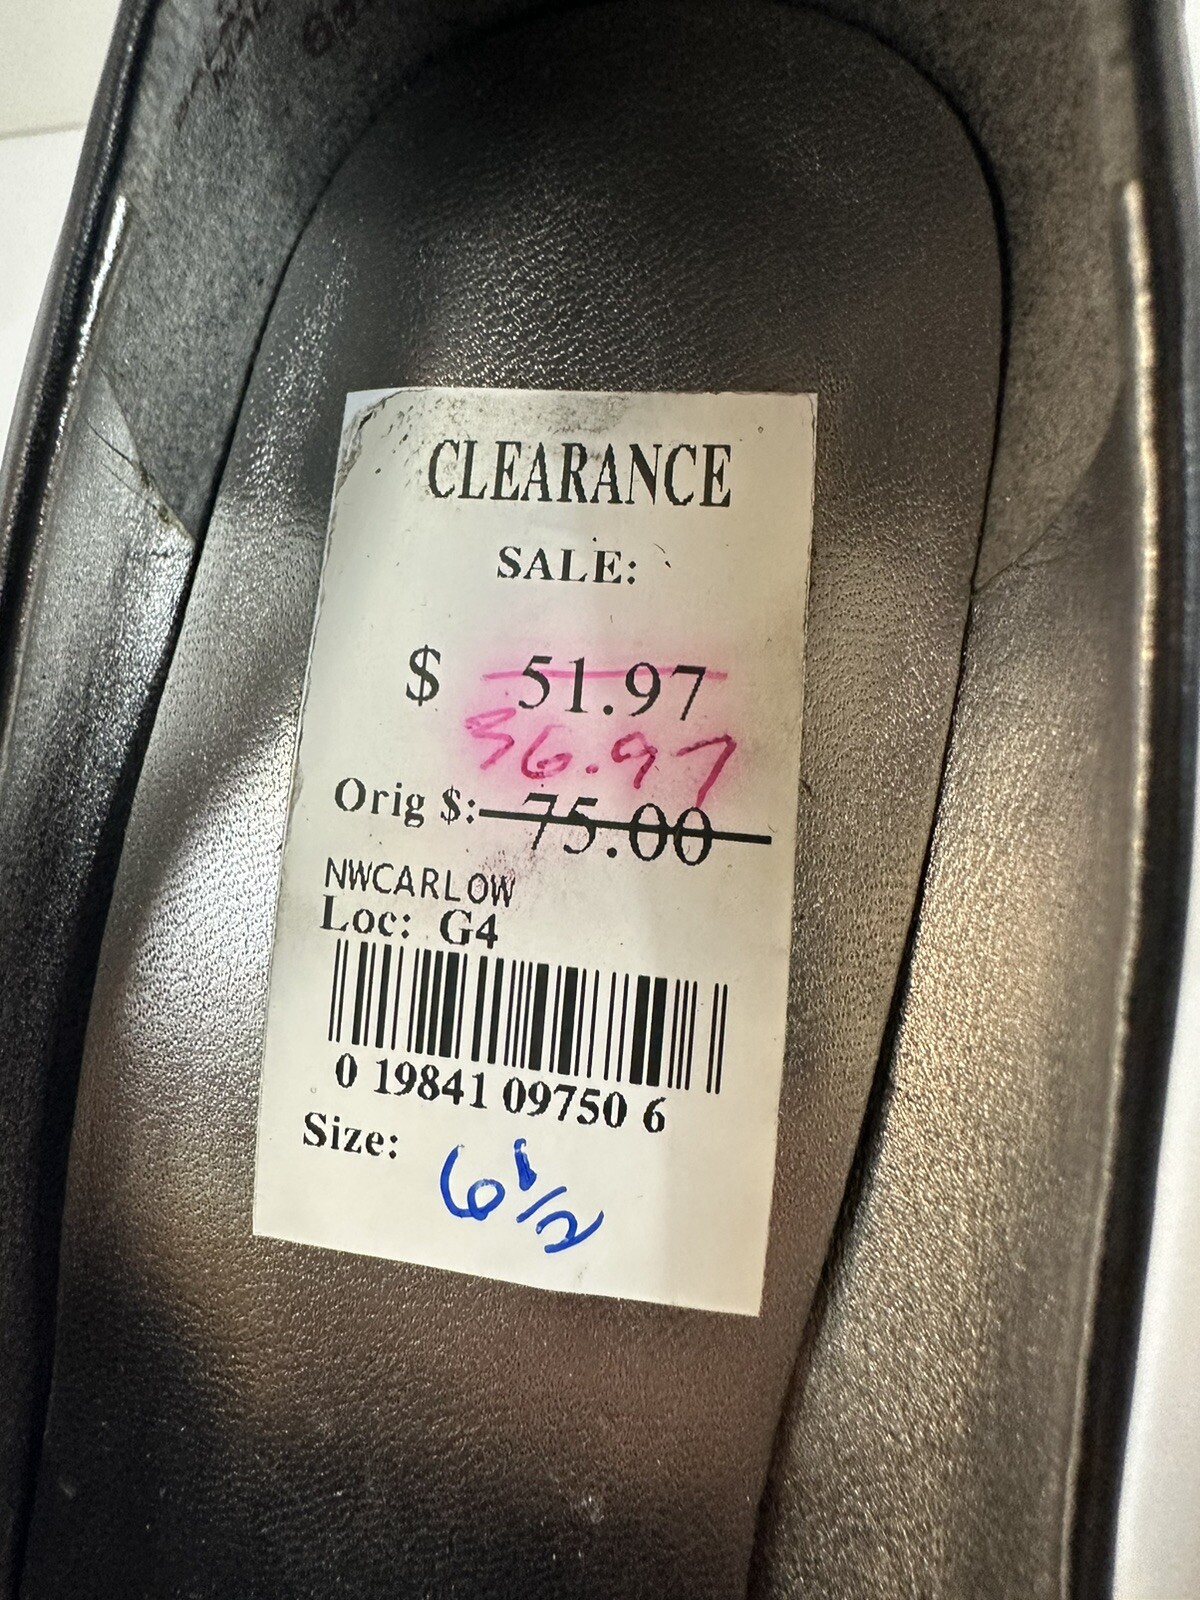 CLEARANCE
SALE:
$ 51.97
36.97
Orig $: 75.00
NWCARLOW
Loc: G4
0 19841 09750 6
Size: 6 1/2